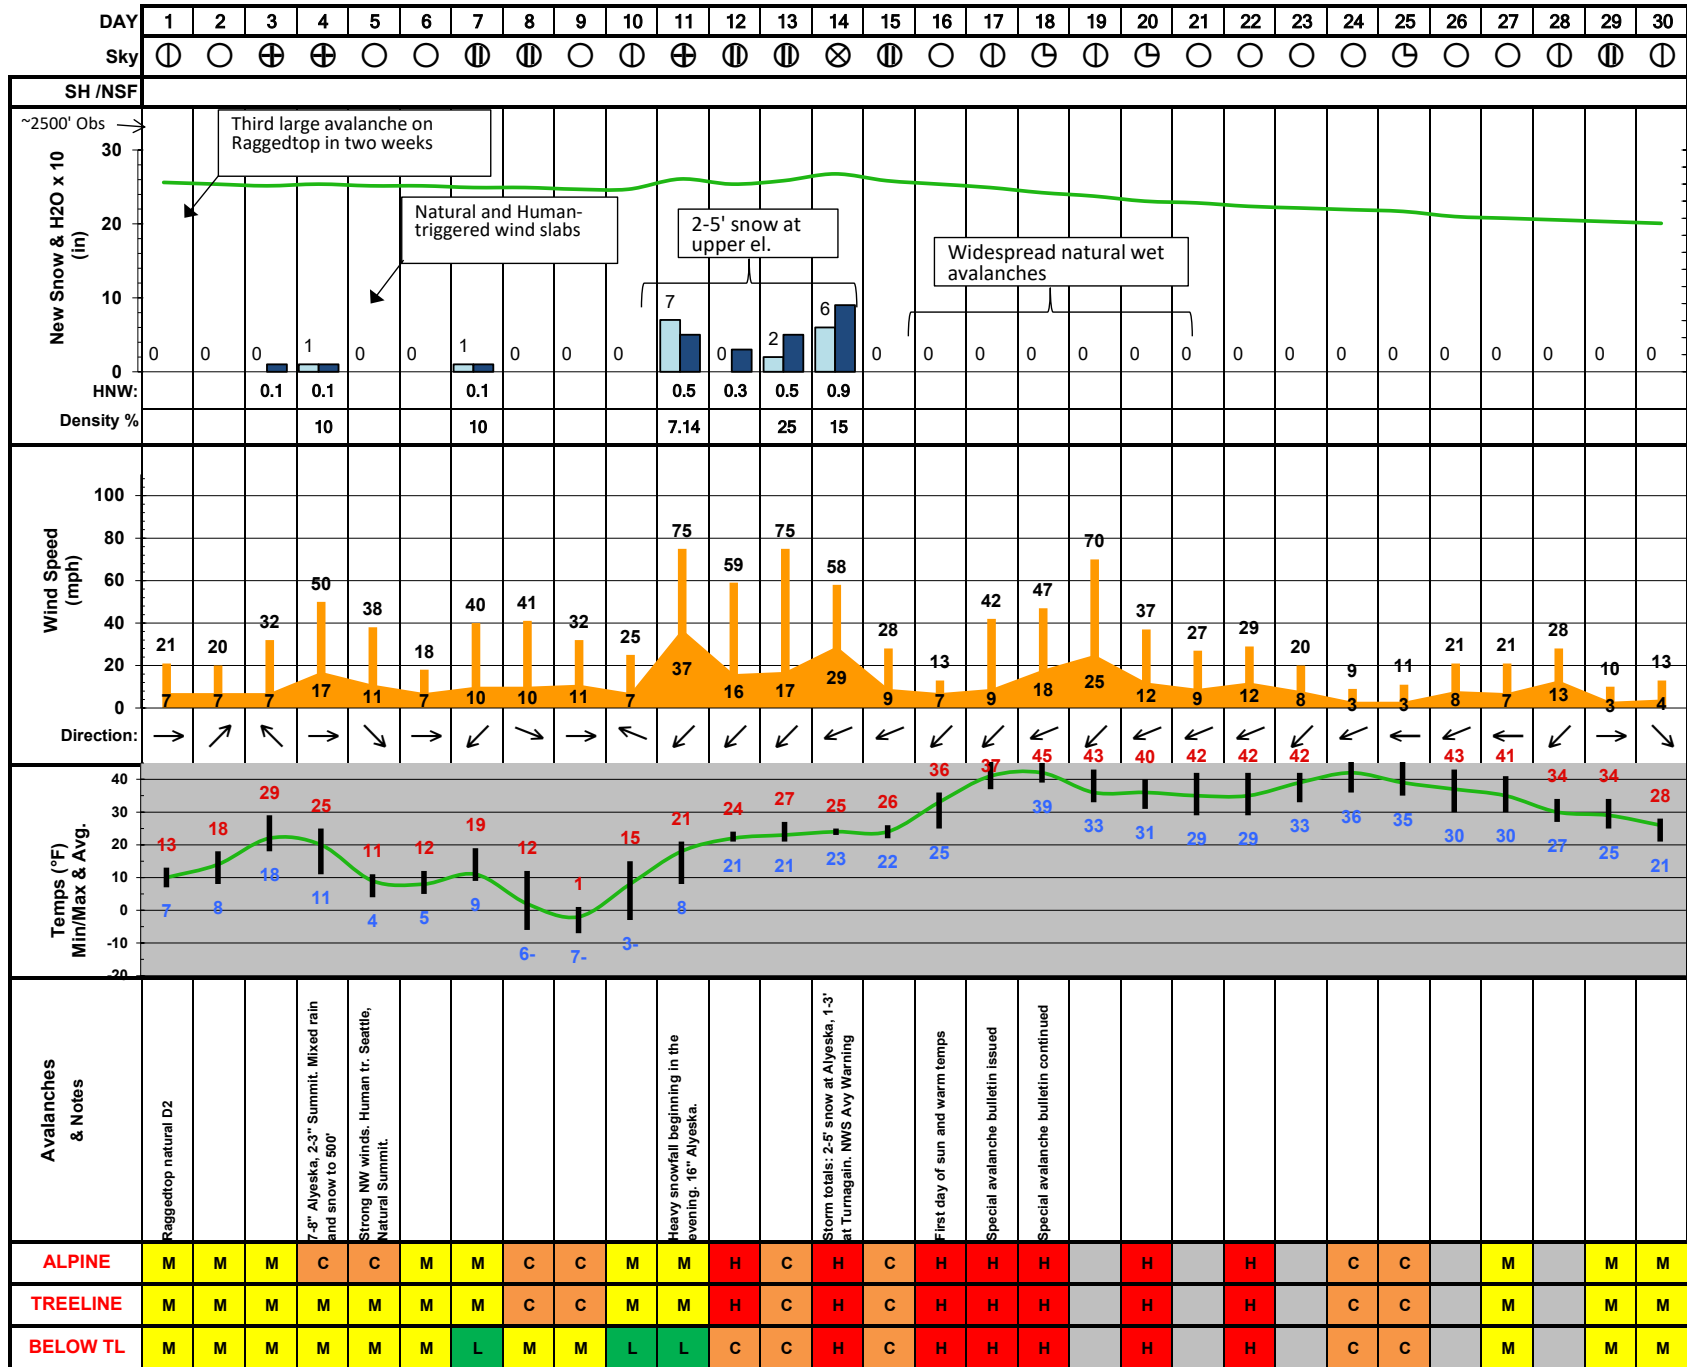 DAY 1 2 3 4 5 6 7 8 9 10 11 12 13 14 15 16 17 18 19 20 21 22 23 24 25 26 27 28 29 30
Sky
SH /NSF
~2500' Obs
Third large avalanche on
Raggedtop in two weeks
Natural and Human-
triggered wind slabs
2-5' snow at
upper el.
Widespread natural wet
avalanches
New Snow & H2O x 10
(in)
30
20
10
0
0 0 0 1 0 0 1 0 0 0 7 0 2 6 0 0 0 0 0 0 0 0 0 0 0 0 0 0 0 0
HNW: 0.1 0.1 0.1 0.5 0.3 0.5 0.9
Density % 10 10 7.14 25 15
Wind Speed
(mph)
100
80
60
40
20
0
21 20 32 50 38 18 40 41 32 25 75 59 75 58 28 13 42 47 70 37 27 29 20 9 11 21 21 28 10 13
7 7 7 17 11 7 10 10 11 7 37 16 17 29 9 7 9 18 25 12 9 12 8 3 3 8 7 13 3 4
Direction:
Temps (°F)
Min/Max & Avg.
40
30
20
10
0
-10
-20
13 18 29 25 11 12 19 12 1 15 21 24 27 25 26 36 37 45 43 40 42 42 42 43 41 34 34 28
7 8 18 11 4 5 9 6- 7- 3- 8 21 21 23 22 25 39 33 31 29 29 33 36 35 30 30 27 25 21
Avalanches
& Notes
Raggedtop natural D2
7-8" Alyeska, 2-3" Summit. Mixed rain
and snow to 500'
Strong NW winds. Human tr. Seattle,
Natural Summit.
Heavy snowfall beginning in the
evening. 16" Alyeska.
Storm totals: 2-5' snow at Alyeska, 1-3'
at Turnagain. NWS Avy Warning
First day of sun and warm temps
Special avalanche bulletin issued
Special avalanche bulletin continued
ALPINE M M M C C M M C C M M H C H C H H H H H C C M M M
TREELINE M M M M M M M C C M M H C H C H H H H H C C M M M
BELOW TL M M M M M M L M M L L C C H C H H H H H C C M M M